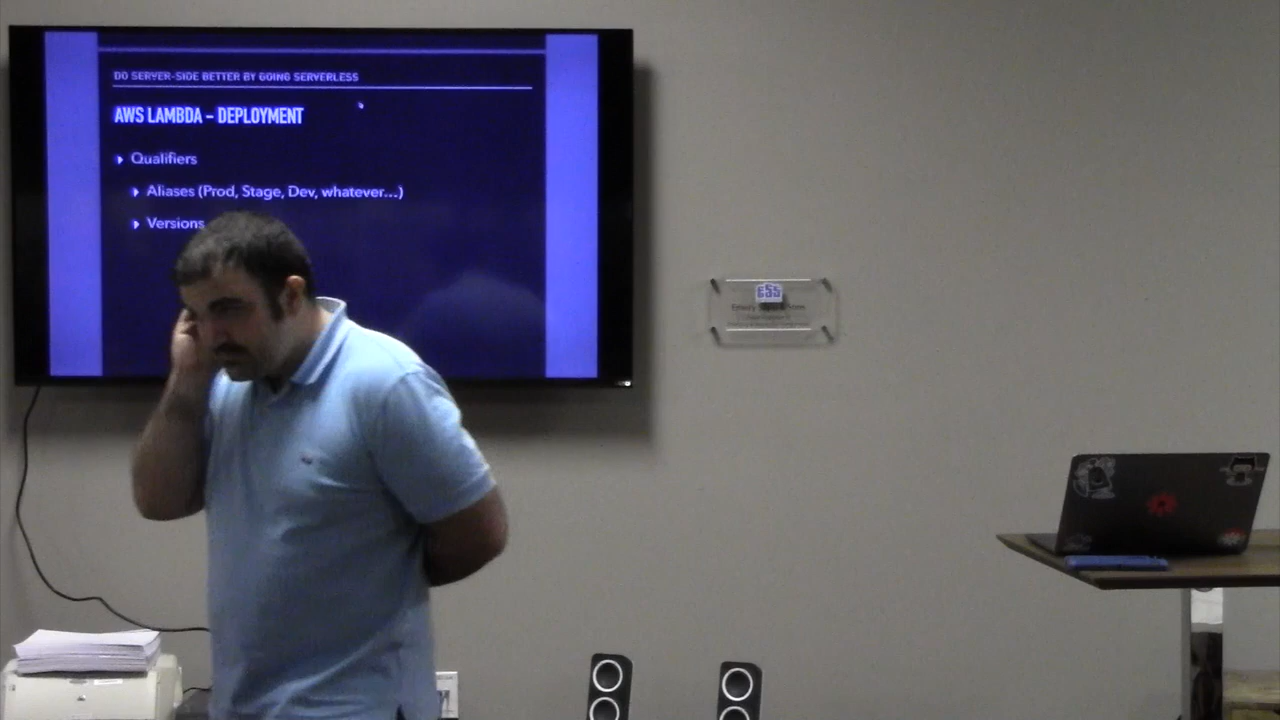 DO SERVER-SIDE BETTER BY GOING SERVERLESS
AWS LAMBDA – DEPLOYMENT
Qualifiers
Aliases (Prod, Stage, Dev, whatever...)
Versions